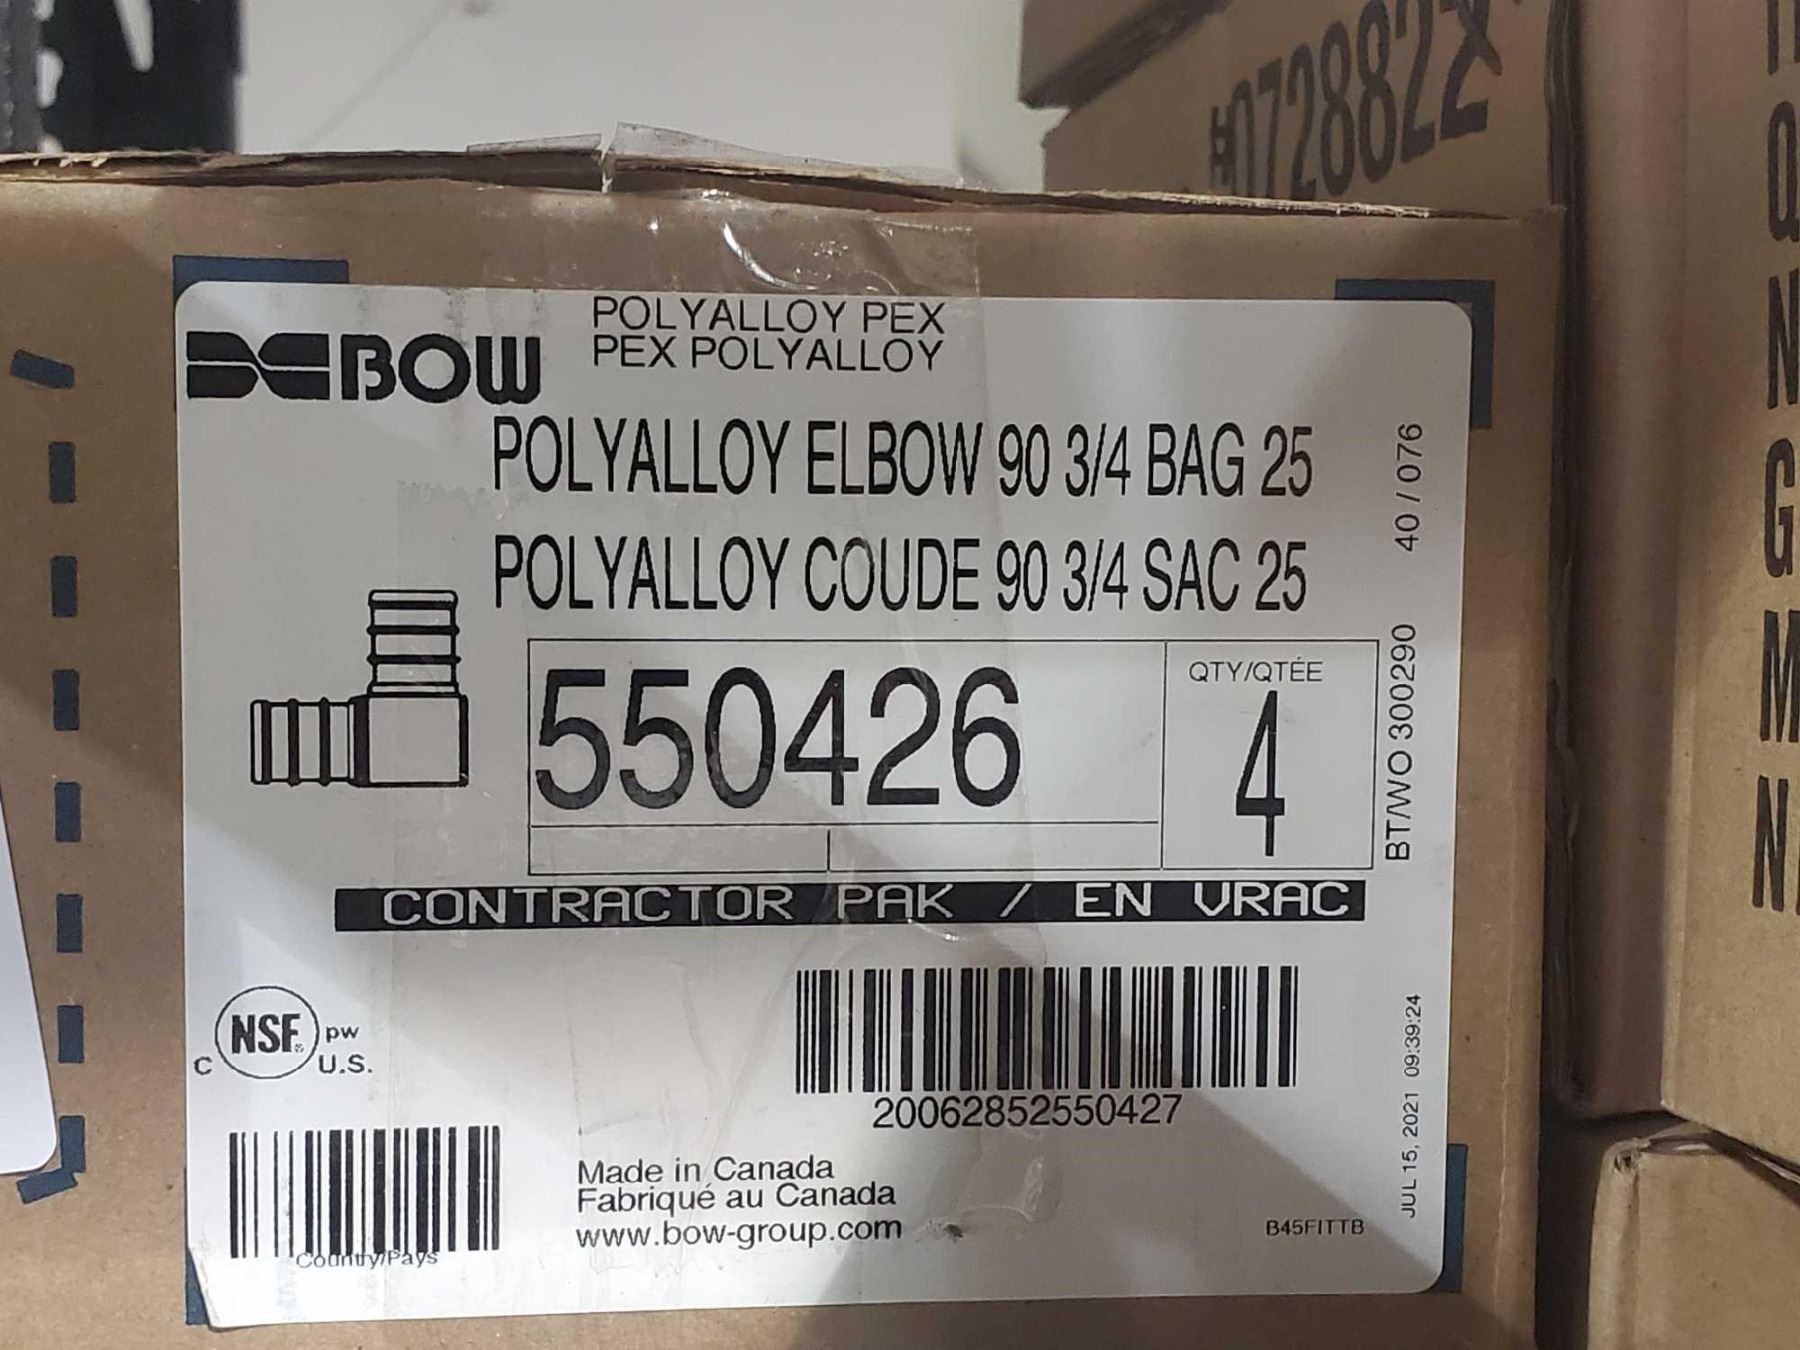 #072882X
BOW
POLYALLOY PEX
PEX POLYALLOY
POLYALLOY ELBOW 90 3/4 BAG 25
POLYALLOY COUDE 90 3/4 SAC 25
550426
QTY/QTÉE
4
40 / 076
BT/WO 300290
CONTRACTOR PAK / EN VRAC
C NSF® pw
U.S.
20062852550427
Country/Pays
Made in Canada
Fabriqué au Canada
www.bow-group.com
B45FITTB
JUL 15, 2021 09:39:24